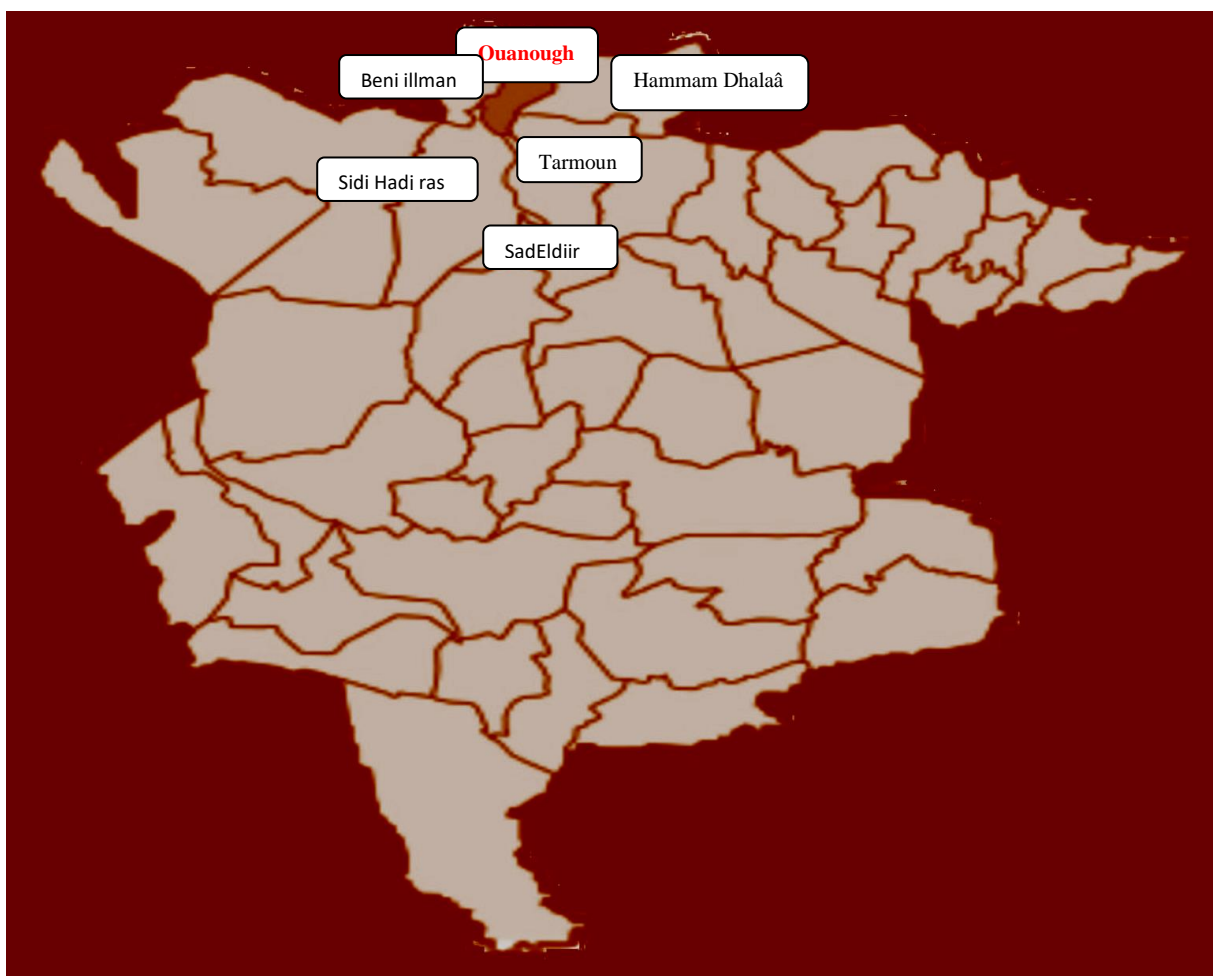 Ouanough
Beni illman
Hammam Dhalaâ
Tarmoun
Sidi Hadj ras
SadEldiir